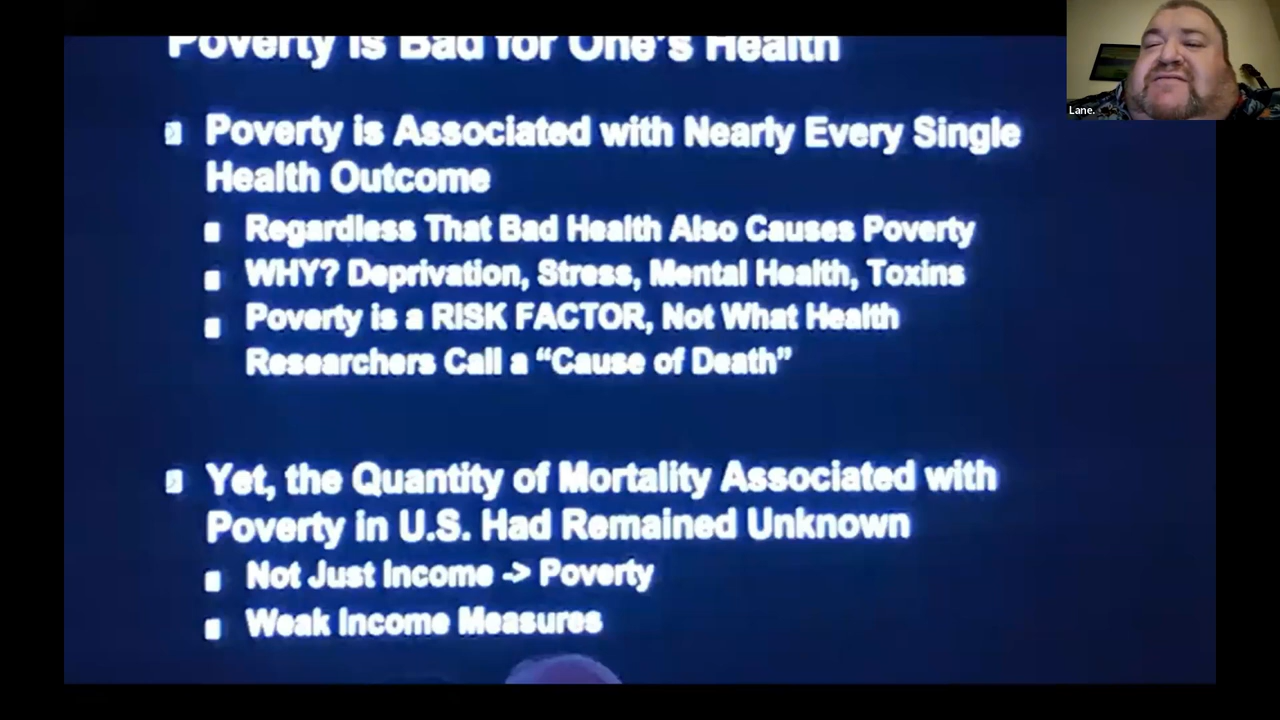 Poverty is Bad for One's Health
Poverty is Associated with Nearly Every Single
Health Outcome
Regardless That Bad Health Also Causes Poverty
WHY? Deprivation, Stress, Mental Health, Toxins
Poverty is a RISK FACTOR, Not What Health
Researchers Call a “Cause of Death”
Yet, the Quantity of Mortality Associated with
Poverty in U.S. Had Remained Unknown
Not Just Income -> Poverty
Weak Income Measures
Lane.